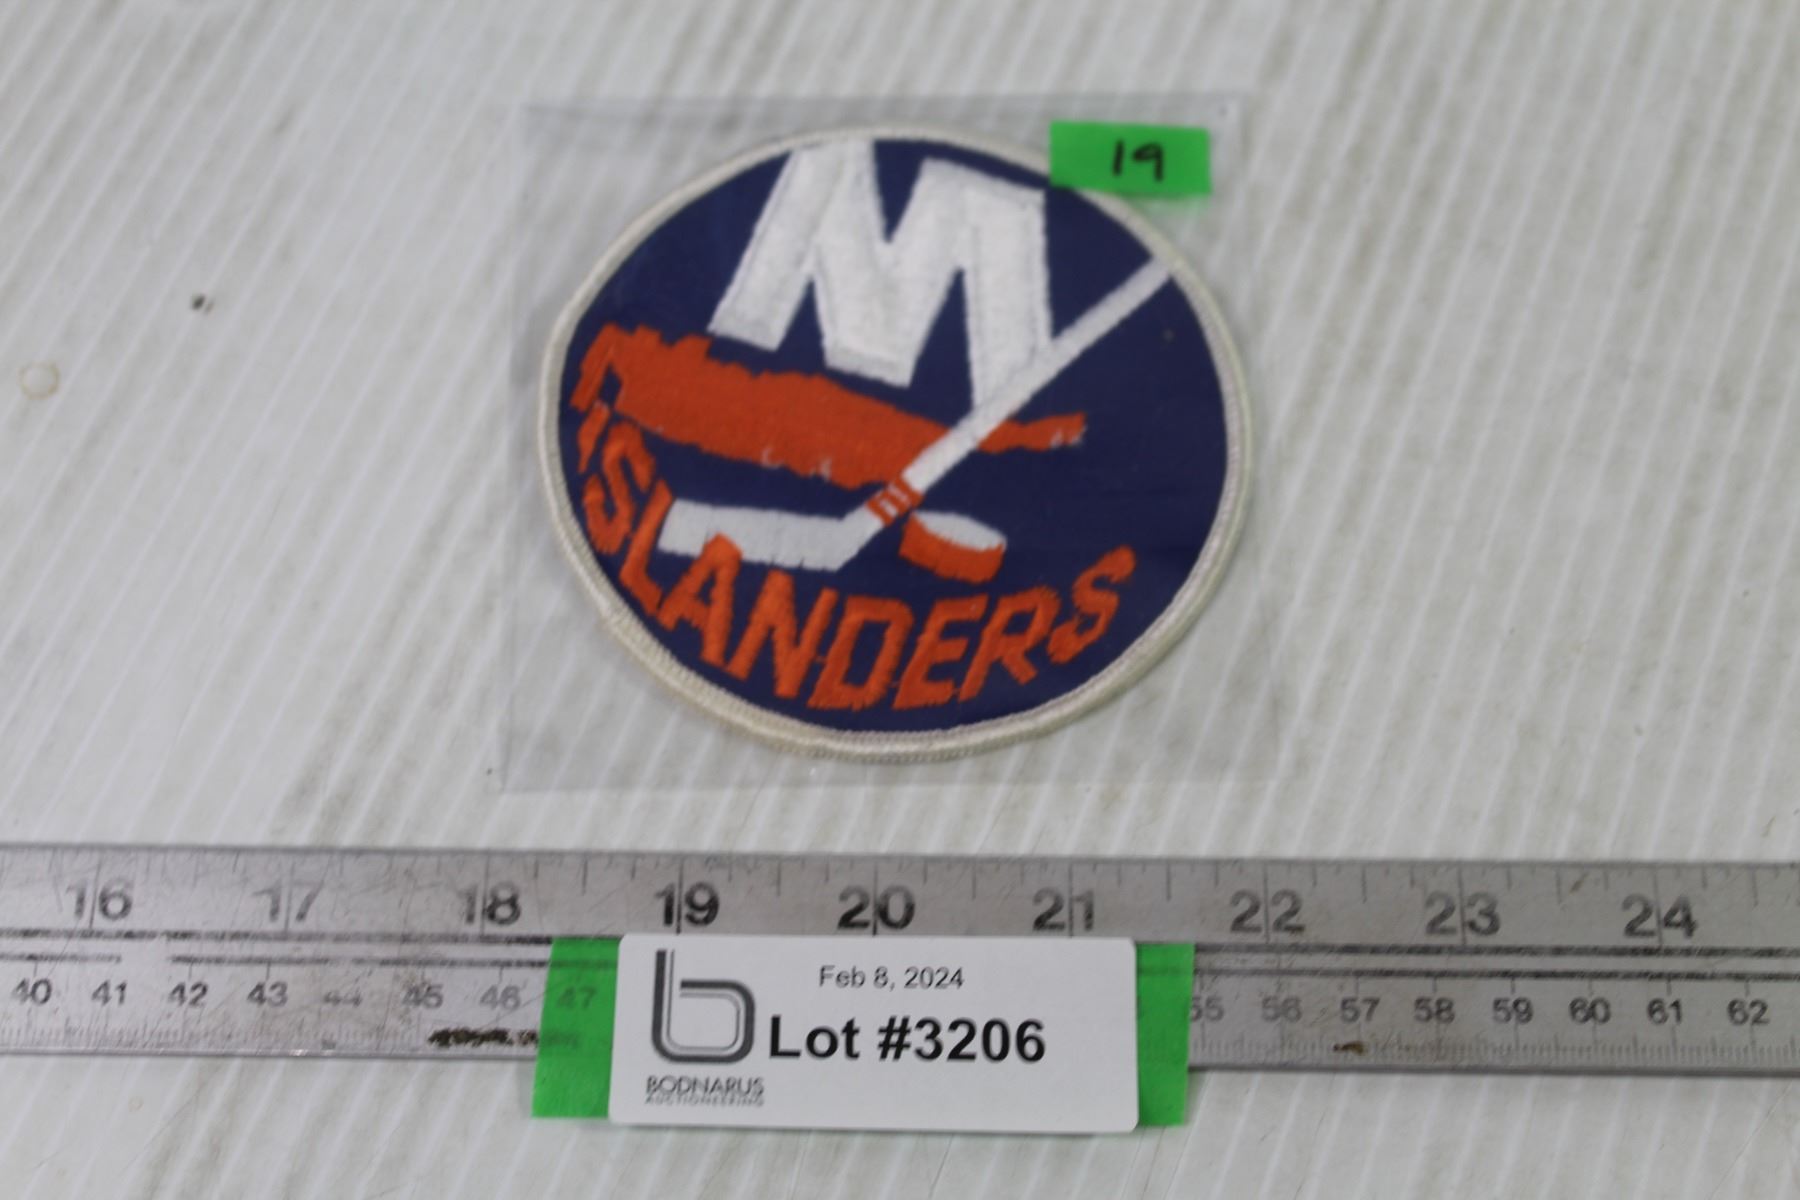 19
NY
ISLANDERS
16 17 18 19 20 21 22 23 24
40 41 42 43 44 45 46 47 55 56 57 58 59 60 61 62
Feb 8, 2024
Lot #3206
BODNARUS
AUCTIONEERING